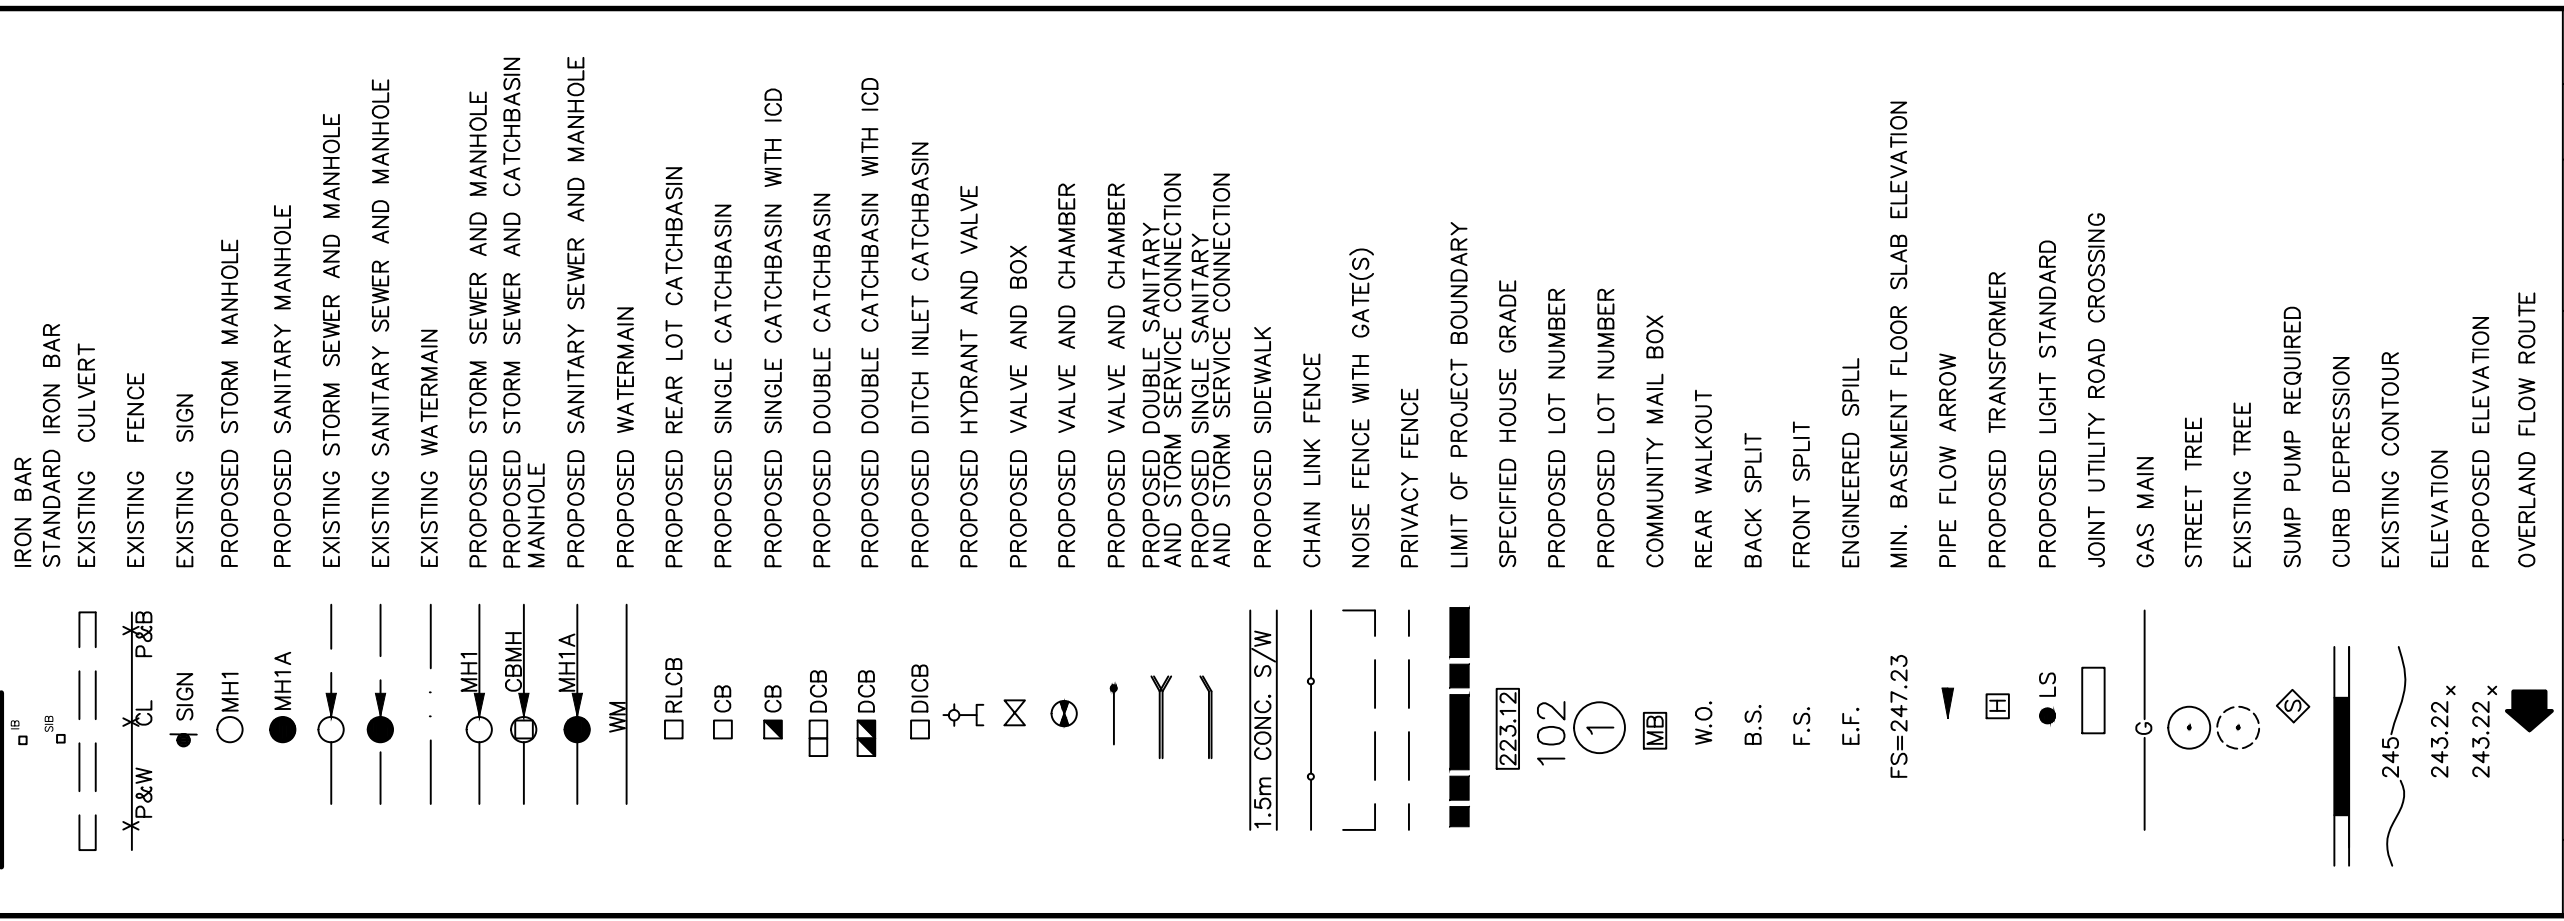 IB IRON BAR
SIB STANDARD IRON BAR
EXISTING CULVERT
P&W CL P&B EXISTING FENCE
SIGN EXISTING SIGN
MH1 PROPOSED STORM MANHOLE
MH1A PROPOSED SANITARY MANHOLE
EXISTING STORM SEWER AND MANHOLE
EXISTING SANITARY SEWER AND MANHOLE
EXISTING WATERMAIN
MH1 PROPOSED STORM SEWER AND MANHOLE
CBMH PROPOSED STORM SEWER AND CATCHBASIN
MANHOLE
MH1A PROPOSED SANITARY SEWER AND MANHOLE
WM PROPOSED WATERMAIN
RLCB PROPOSED REAR LOT CATCHBASIN
CB PROPOSED SINGLE CATCHBASIN
CB PROPOSED SINGLE CATCHBASIN WITH ICD
DCB PROPOSED DOUBLE CATCHBASIN
DCB PROPOSED DOUBLE CATCHBASIN WITH ICD
DICB PROPOSED DITCH INLET CATCHBASIN
PROPOSED HYDRANT AND VALVE
PROPOSED VALVE AND BOX
PROPOSED VALVE AND CHAMBER
PROPOSED VALVE AND CHAMBER
PROPOSED DOUBLE SANITARY
AND STORM SERVICE CONNECTION
PROPOSED SINGLE SANITARY
AND STORM SERVICE CONNECTION
1.5m CONC. S/W PROPOSED SIDEWALK
CHAIN LINK FENCE
NOISE FENCE WITH GATE(S)
PRIVACY FENCE
LIMIT OF PROJECT BOUNDARY
223.12 SPECIFIED HOUSE GRADE
102 PROPOSED LOT NUMBER
1 PROPOSED LOT NUMBER
MB COMMUNITY MAIL BOX
W.O. REAR WALKOUT
B.S. BACK SPLIT
F.S. FRONT SPLIT
E.F. ENGINEERED SPILL
FS=247.23 MIN. BASEMENT FLOOR SLAB ELEVATION
PIPE FLOW ARROW
H PROPOSED TRANSFORMER
LS PROPOSED LIGHT STANDARD
JOINT UTILITY ROAD CROSSING
G GAS MAIN
STREET TREE
EXISTING TREE
S SUMP PUMP REQUIRED
CURB DEPRESSION
245 EXISTING CONTOUR
243.22 x ELEVATION
243.22 x PROPOSED ELEVATION
OVERLAND FLOW ROUTE